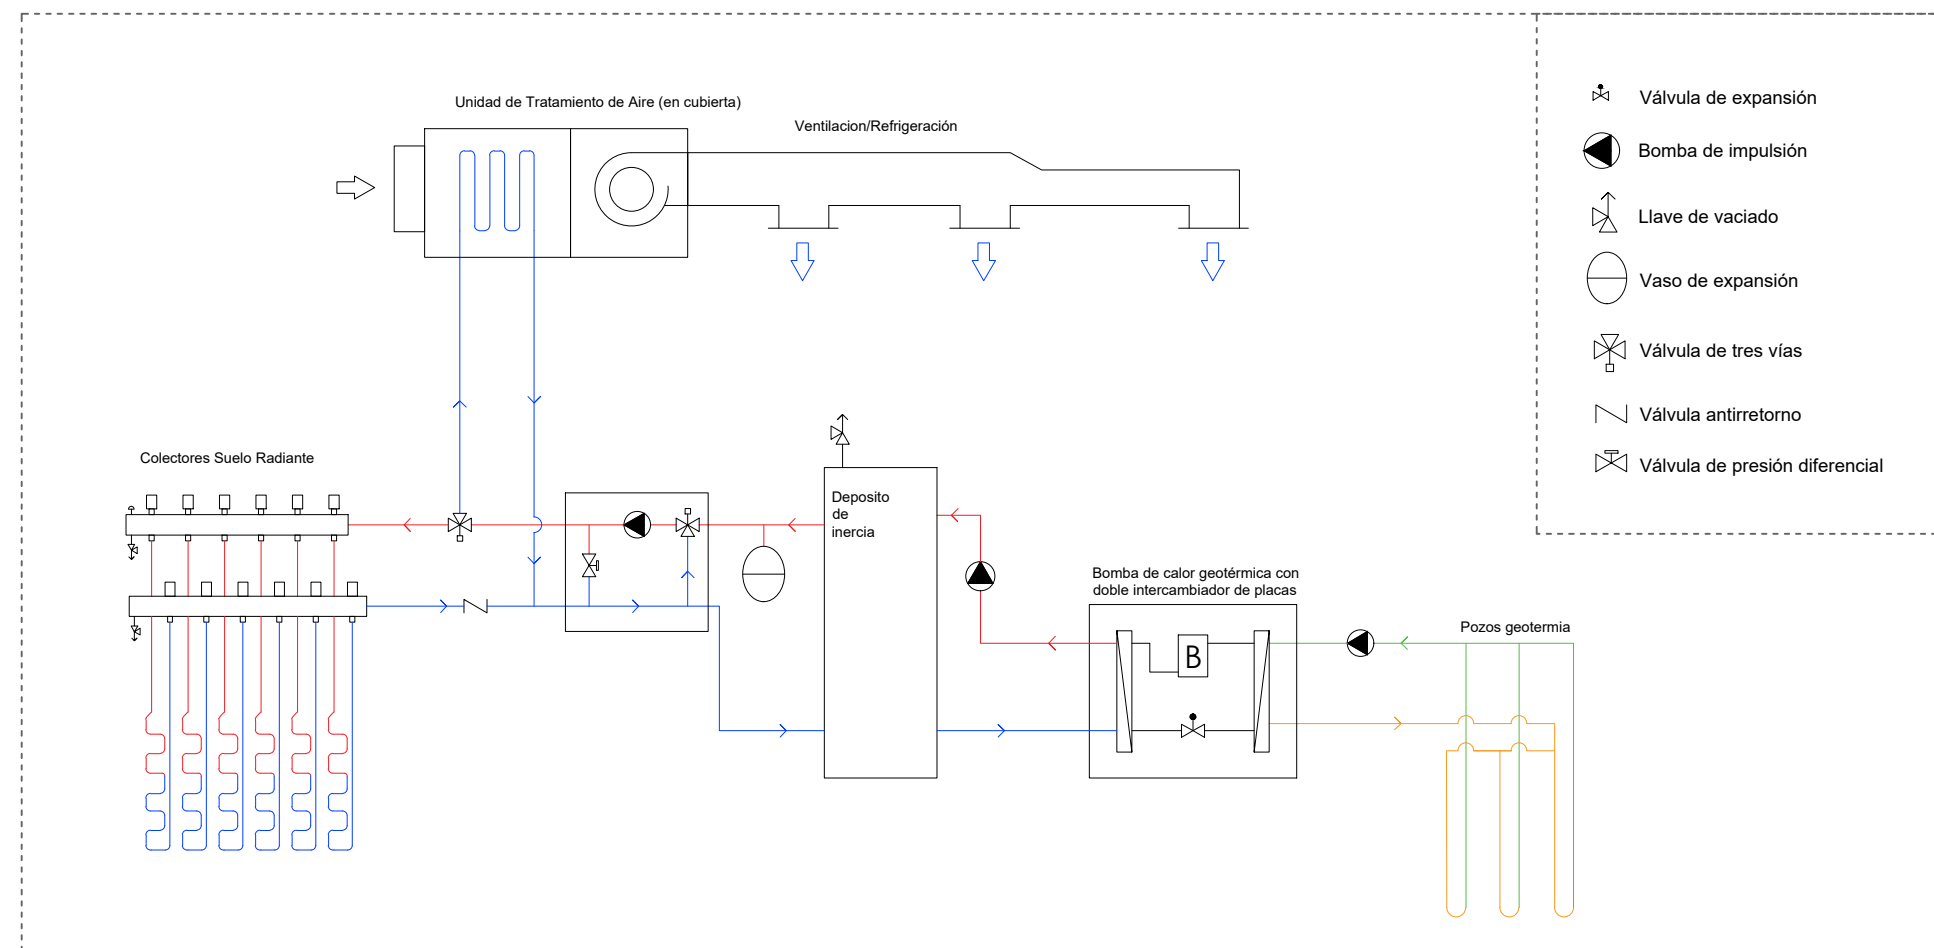 Unidad de Tratamiento de Aire (en cubierta)
Ventilacion/Refrigeración
Colectores Suelo Radiante
Deposito
de
inercia
Bomba de calor geotérmica con
doble intercambiador de placas
B
Pozos geotermia
Válvula de expansión
Bomba de impulsión
Llave de vaciado
Vaso de expansión
Válvula de tres vías
Válvula antirretorno
Válvula de presión diferencial